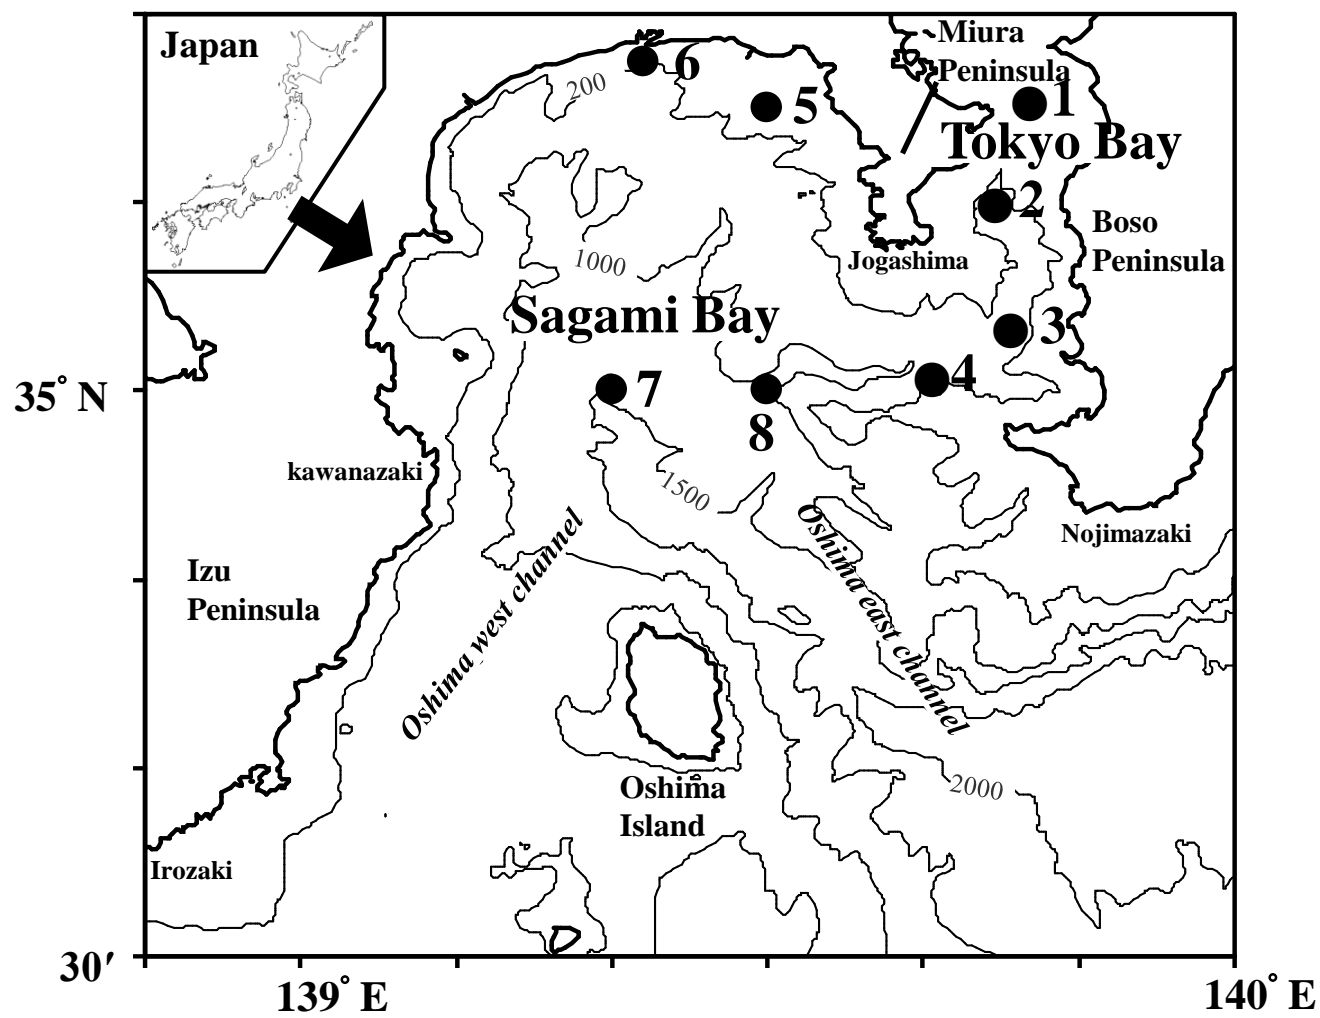 Japan
Miura
Peninsula
6
200
5
1
Tokyo Bay
2
Boso
Peninsula
Jogashima
1000
Sagami Bay
3
4
35° N
7
8
kawanazaki
1500
Oshima west channel
Oshima east channel
Nojimazaki
Izu
Peninsula
2000
Oshima
Island
Irozaki
30′
139° E
140° E